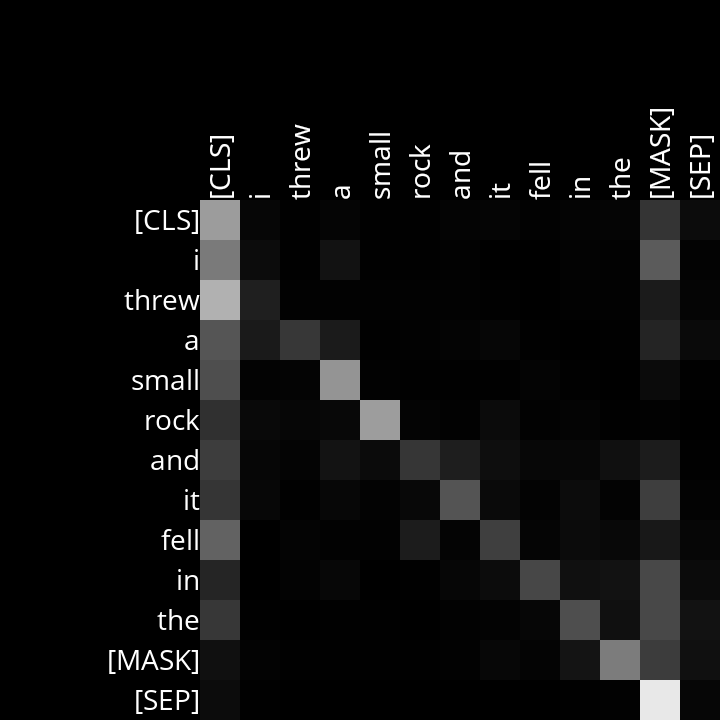 [CLS] i threw a small rock and it fell in the [MASK] [SEP]
[CLS]
i
threw
a
small
rock
and
it
fell
in
the
[MASK]
[SEP]